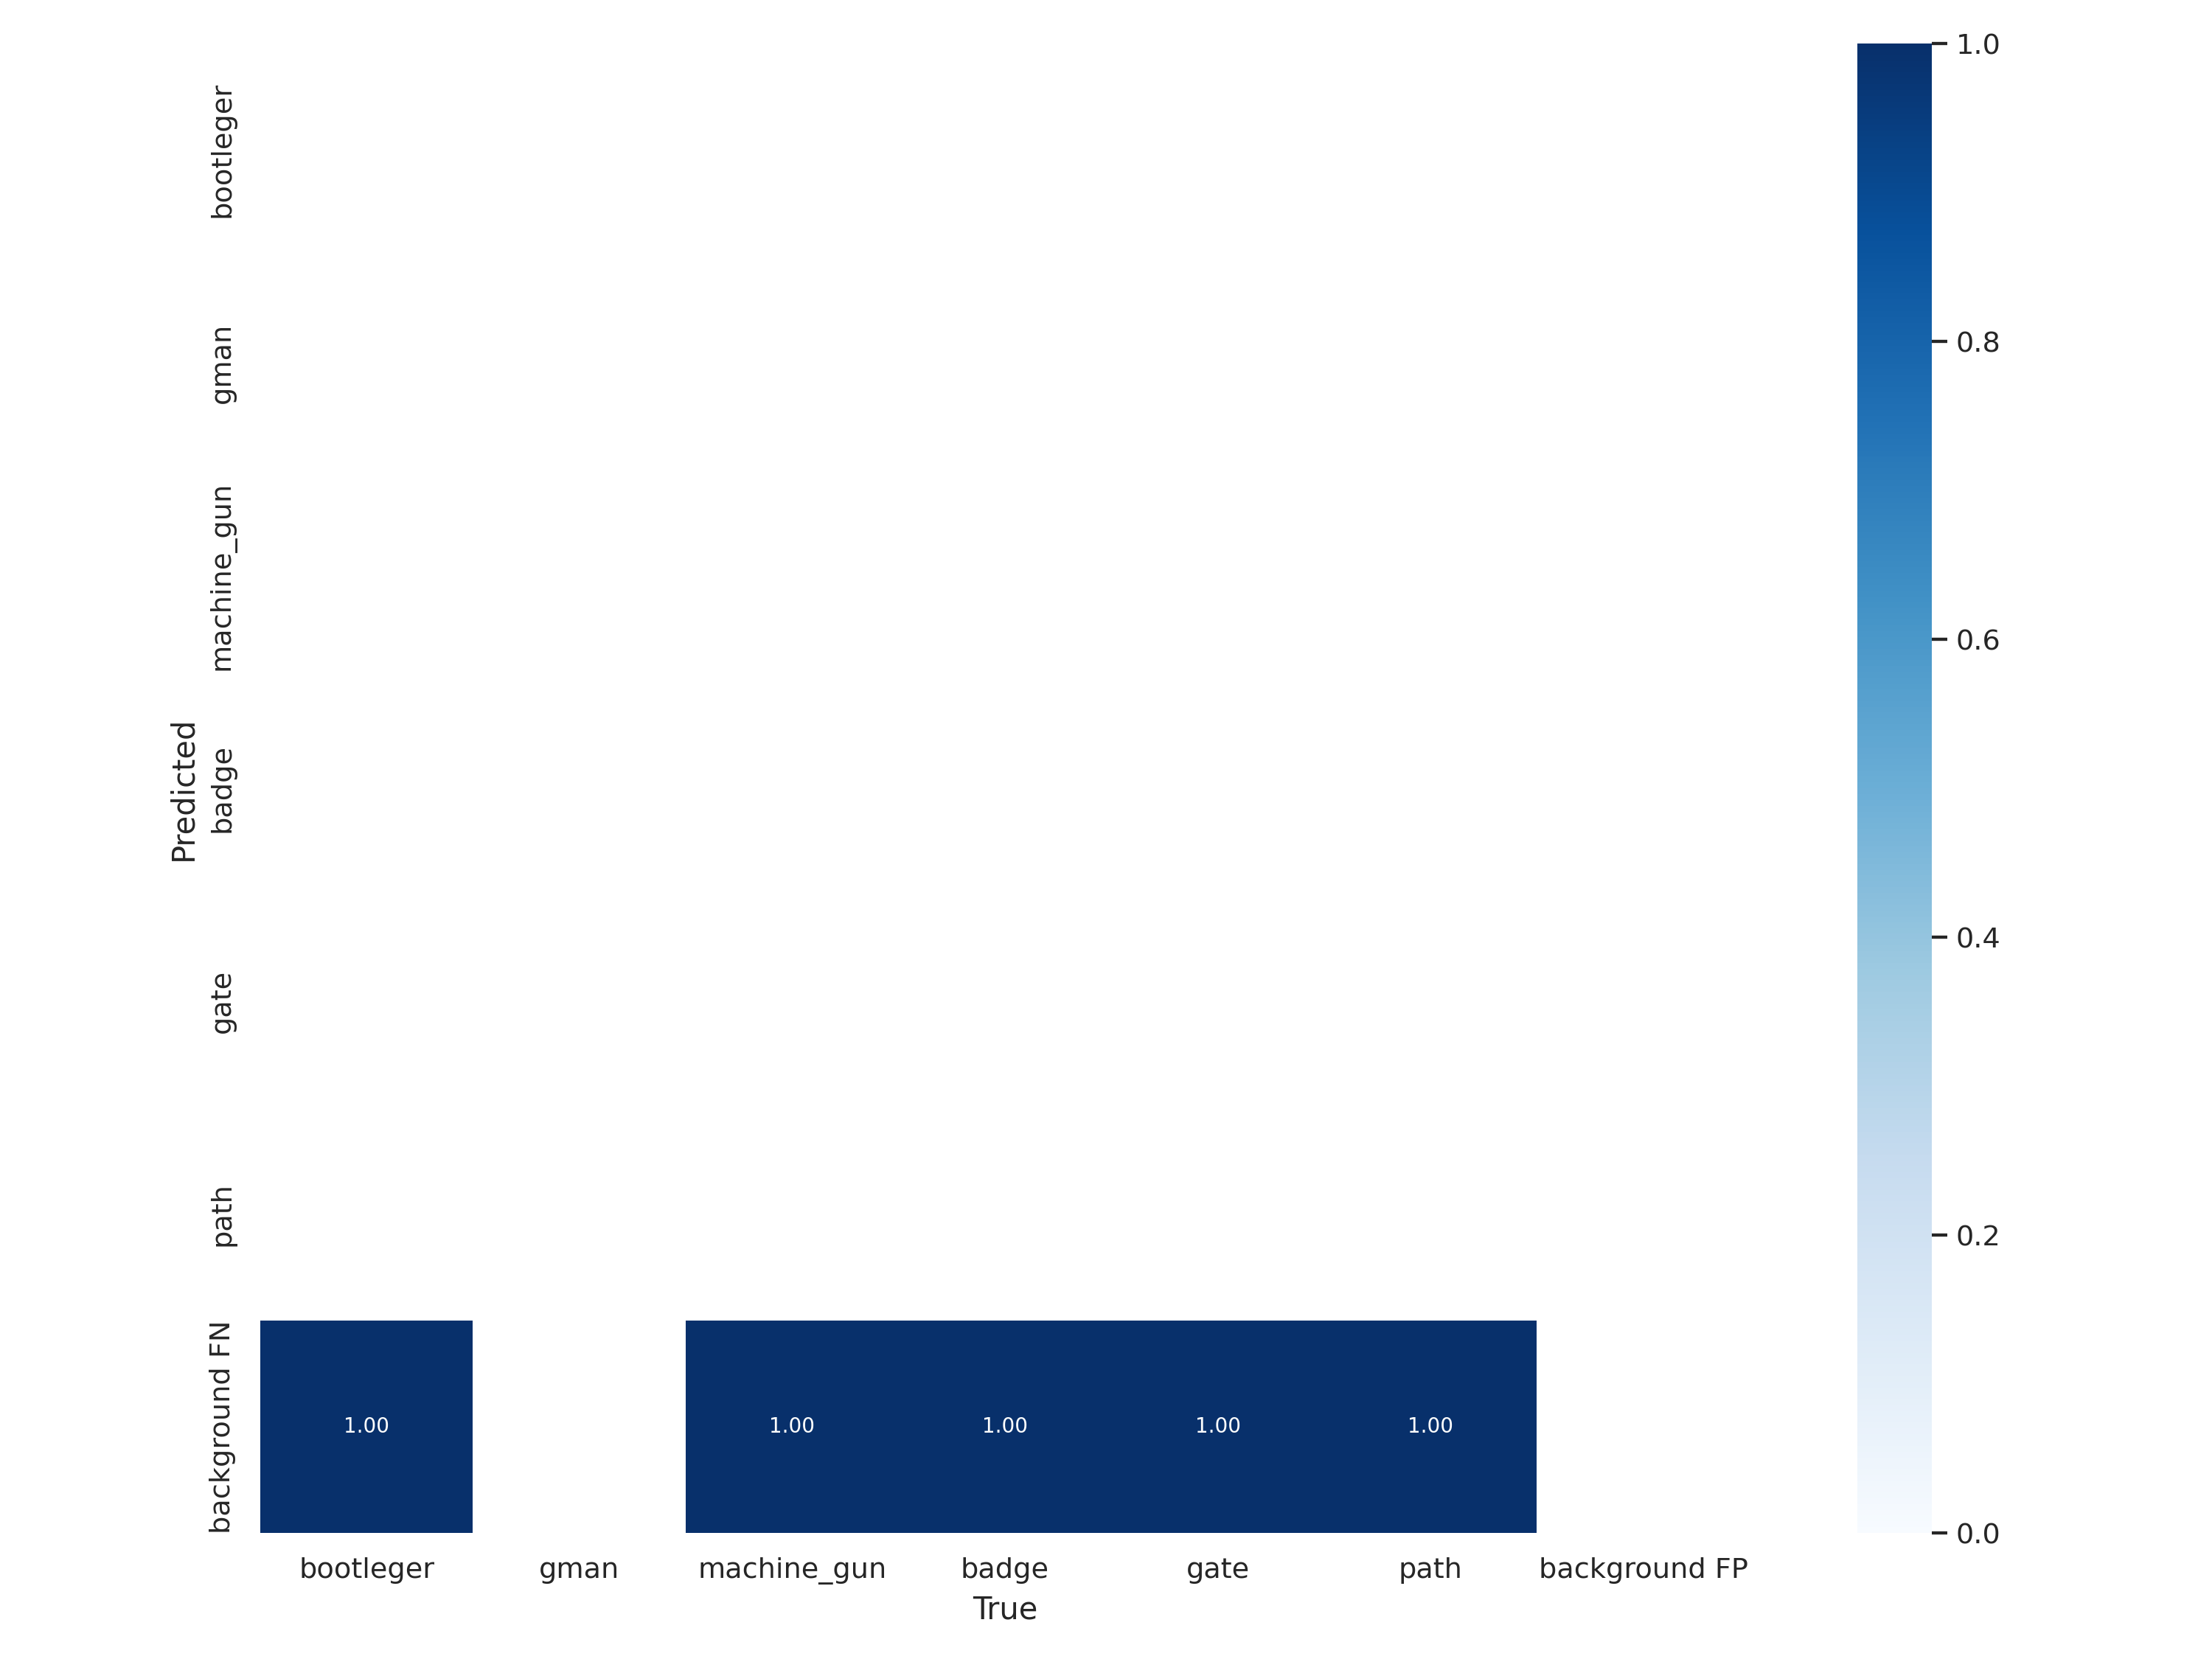 Predicted
bootleger
gman
machine_gun
badge
gate
path
background FN
1.00 1.00 1.00 1.00 1.00
bootleger gman machine_gun badge gate path background FP
True
1.0
0.8
0.6
0.4
0.2
0.0